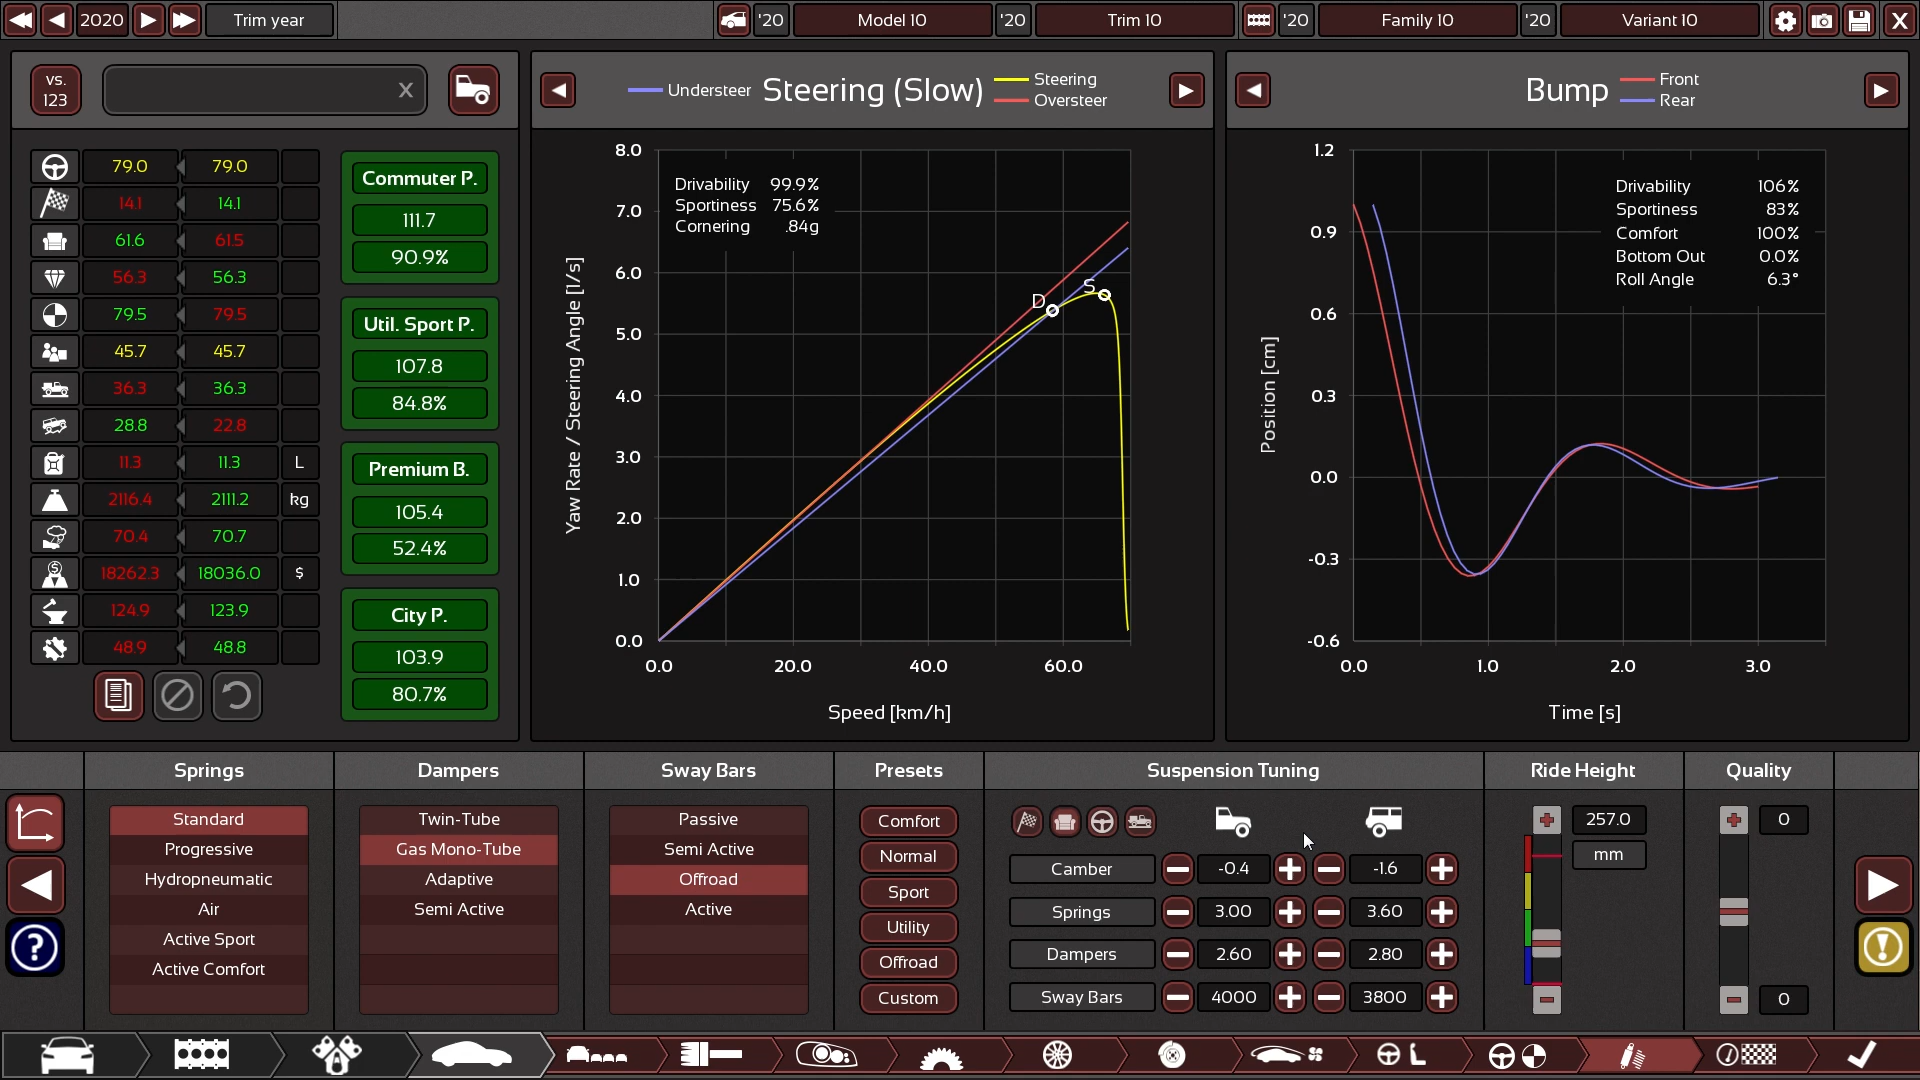 2020 Trim year '20 Model 10 '20 Trim 10 '20 Family 10 '20 Variant 10 X
vs.
123
x
79.0 79.0
14.1 14.1
61.6 61.5
56.3 56.3
79.5 79.5
45.7 45.7
36.3 36.3
28.8 22.8
11.3 11.3 L
2116.4 2111.2 kg
70.4 70.7
18262.3 18036.0 $
124.9 123.9
48.9 48.8
Commuter P.
111.7
90.9%
Util. Sport P.
107.8
84.8%
Premium B.
105.4
52.4%
City P.
103.9
80.7%
Understeer Steering (Slow) Steering
Oversteer
Drivability 99.9%
Sportiness 75.6%
Cornering .84g
D S
Yaw Rate / Steering Angle [1/s]
8.0
7.0
6.0
5.0
4.0
3.0
2.0
1.0
0.0
0.0 20.0 40.0 60.0
Speed [km/h]
Bump Front
Rear
Drivability 106%
Sportiness 83%
Comfort 100%
Bottom Out 0.0%
Roll Angle 6.3°
Position [cm]
1.2
0.9
0.6
0.3
0.0
-0.3
-0.6
0.0 1.0 2.0 3.0
Time [s]
Springs
Standard
Progressive
Hydropneumatic
Air
Active Sport
Active Comfort
Dampers
Twin-Tube
Gas Mono-Tube
Adaptive
Semi Active
Sway Bars
Passive
Semi Active
Offroad
Active
Presets
Comfort
Normal
Sport
Utility
Offroad
Custom
Suspension Tuning
Camber -0.4 -1.6
Springs 3.00 3.60
Dampers 2.60 2.80
Sway Bars 4000 3800
Ride Height
257.0
mm
Quality
0
0
?
!